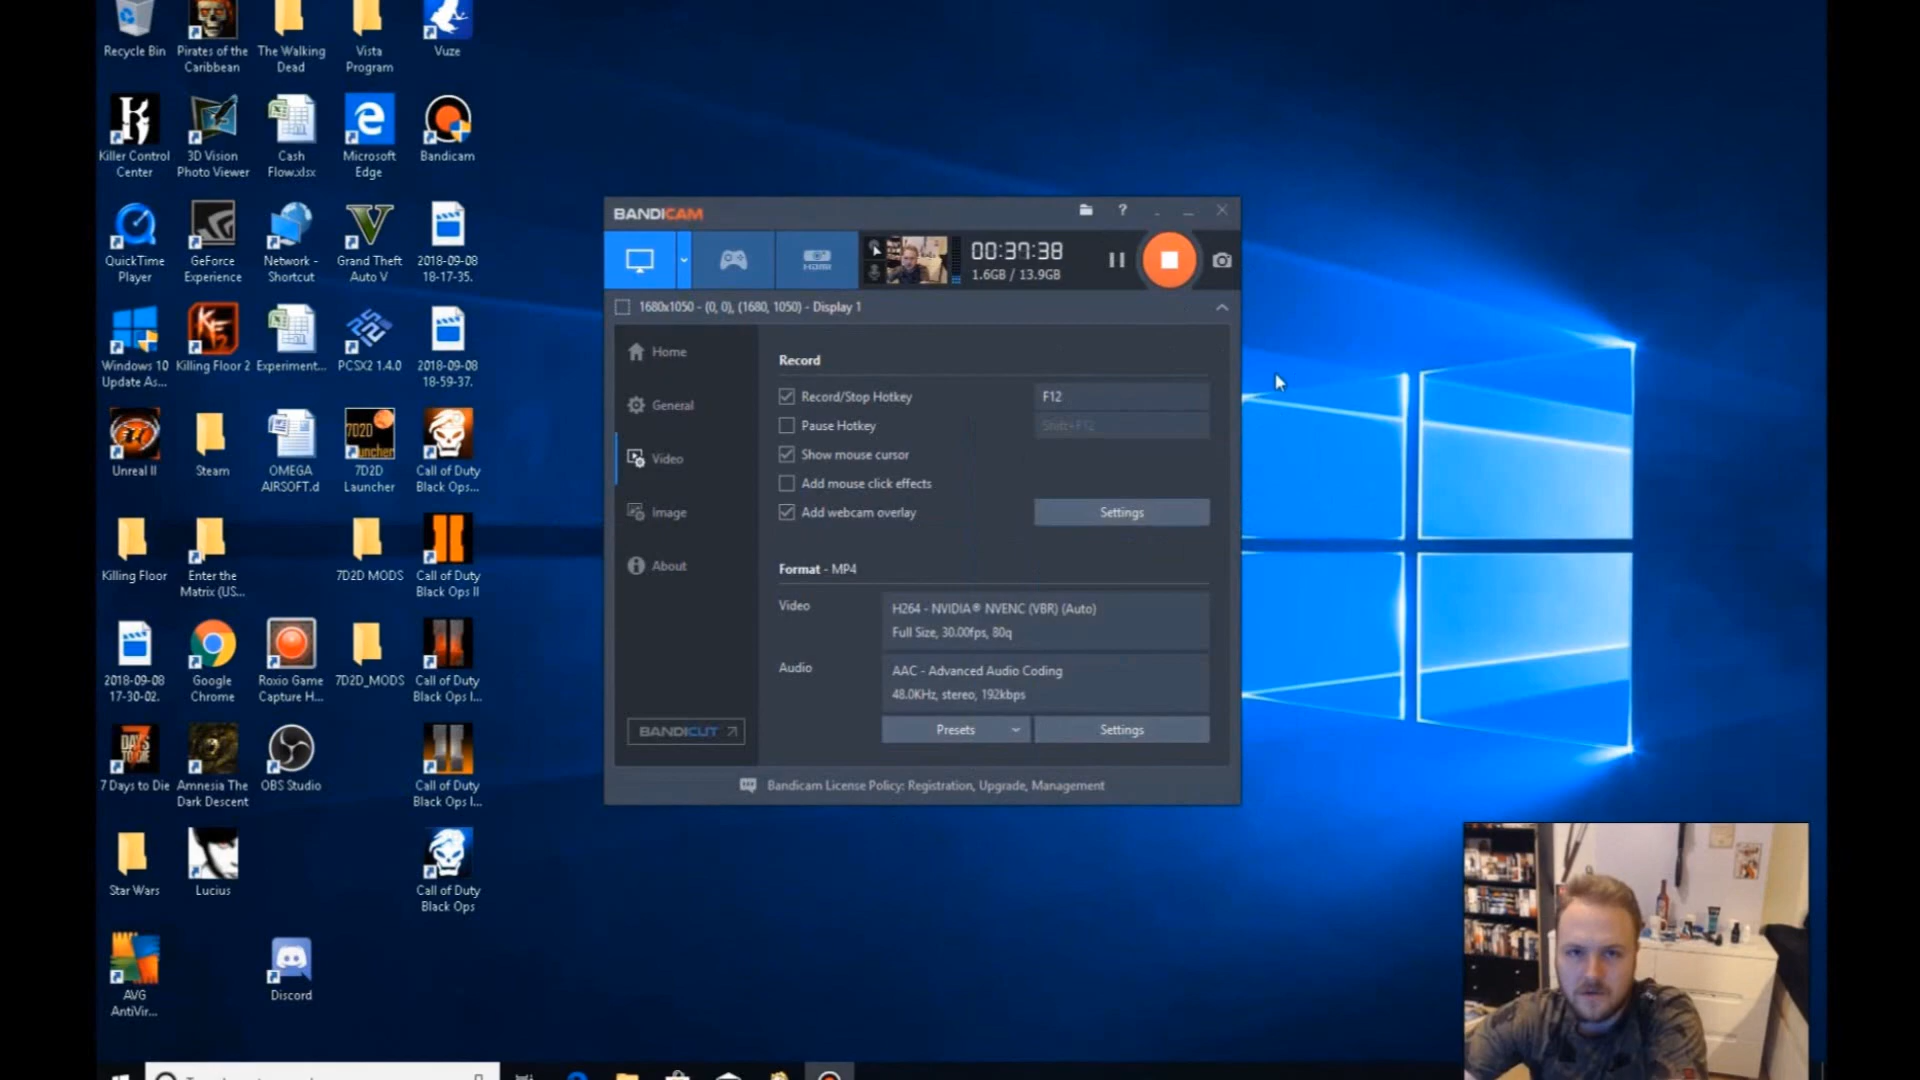 Recycle Bin
Pirates of the
Caribbean
The Walking
Dead
Vista
Program
Vuze
Killer Control
Center
3D Vision
Photo Viewer
Cash
Flow.xlsx
Microsoft
Edge
Bandicam
QuickTime
Player
GeForce
Experience
Network -
Shortcut
Grand Theft
Auto V
2018-09-08
18-17-35.
Windows 10
Update As...
Killing Floor 2
Experiment...
PCSX2 1.4.0
2018-09-08
18-59-37.
Unreal II
Steam
OMEGA
AIRSOFT.d
7D2D
Launcher
Call of Duty
Black Ops...
Killing Floor
Enter the
Matrix (US...
7D2D MODS
Call of Duty
Black Ops II
2018-09-08
17-30-02.
Google
Chrome
Roxio Game
Capture H...
7D2D_MODS
Call of Duty
Black Ops I...
7 Days to Die
Amnesia The
Dark Descent
OBS Studio
Call of Duty
Black Ops I...
Star Wars
Lucius
Call of Duty
Black Ops
AVG
AntiVir...
Discord
BANDICAM
?
HDMI
00:37:38
1.6GB / 13.9GB
1680x1050 - (0, 0), (1680, 1050) - Display 1
Home
General
Video
Image
About
BANDICUT
Record
Record/Stop Hotkey
F12
Pause Hotkey
Shift+F12
Show mouse cursor
Add mouse click effects
Add webcam overlay
Settings
Format - MP4
Video
H264 - NVIDIA® NVENC (VBR) (Auto)
Full Size, 30.00fps, 80q
Audio
AAC - Advanced Audio Coding
48.0KHz, stereo, 192kbps
Presets
Settings
Bandicam License Policy: Registration, Upgrade, Management